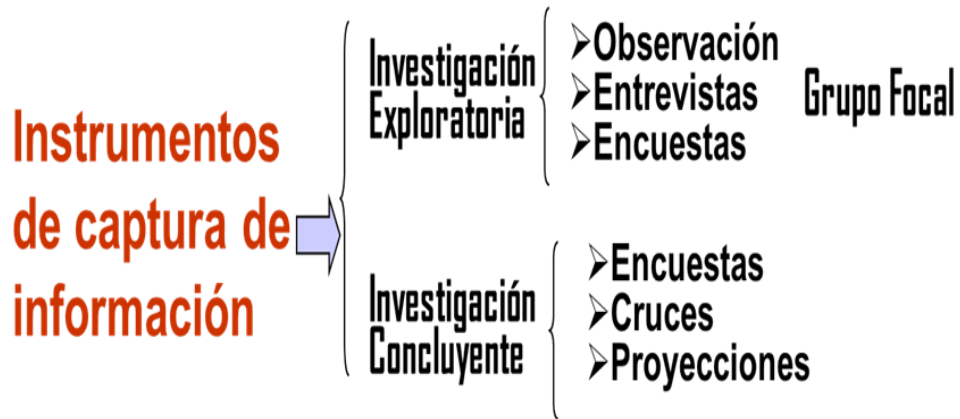 Instrumentos
de captura de
información
Investigación
Exploratoria
➢Observación
➢Entrevistas
➢Encuestas
Grupo Focal
Investigación
Concluyente
➢Encuestas
➢Cruces
➢Proyecciones